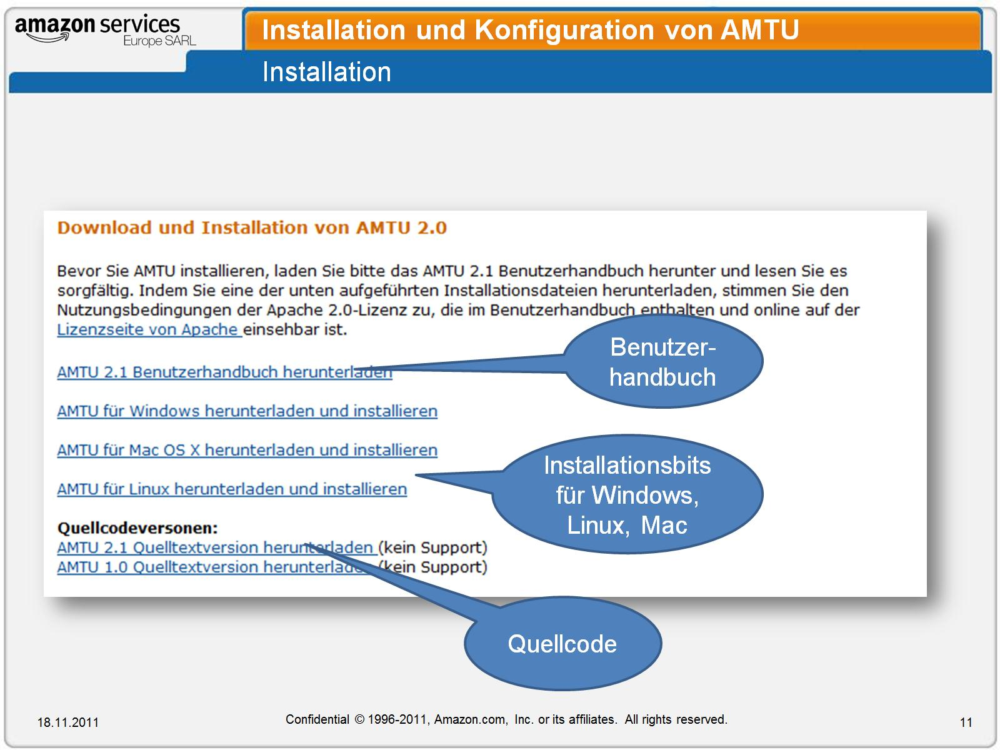 amazon services
Europe SARL
Installation und Konfiguration von AMTU
Installation
Download und Installation von AMTU 2.0
Bevor Sie AMTU installieren, laden Sie bitte das AMTU 2.1 Benutzerhandbuch herunter und lesen Sie es
sorgfältig. Indem Sie eine der unten aufgeführten Installationsdateien herunterladen, stimmen Sie den
Nutzungsbedingungen der Apache 2.0-Lizenz zu, die im Benutzerhandbuch enthalten und online auf der
Lizenzseite von Apache einsehbar ist.
AMTU 2.1 Benutzerhandbuch herunterladen
Benutzer-
handbuch
AMTU für Windows herunterladen und installieren
AMTU für Mac OS X herunterladen und installieren
AMTU für Linux herunterladen und installieren
Installationsbits
für Windows,
Linux, Mac
Quellcodeversonen:
AMTU 2.1 Quelltextversion herunterladen (kein Support)
AMTU 1.0 Quelltextversion herunterladen (kein Support)
Quellcode
18.11.2011
Confidential © 1996-2011, Amazon.com, Inc. or its affiliates. All rights reserved.
11